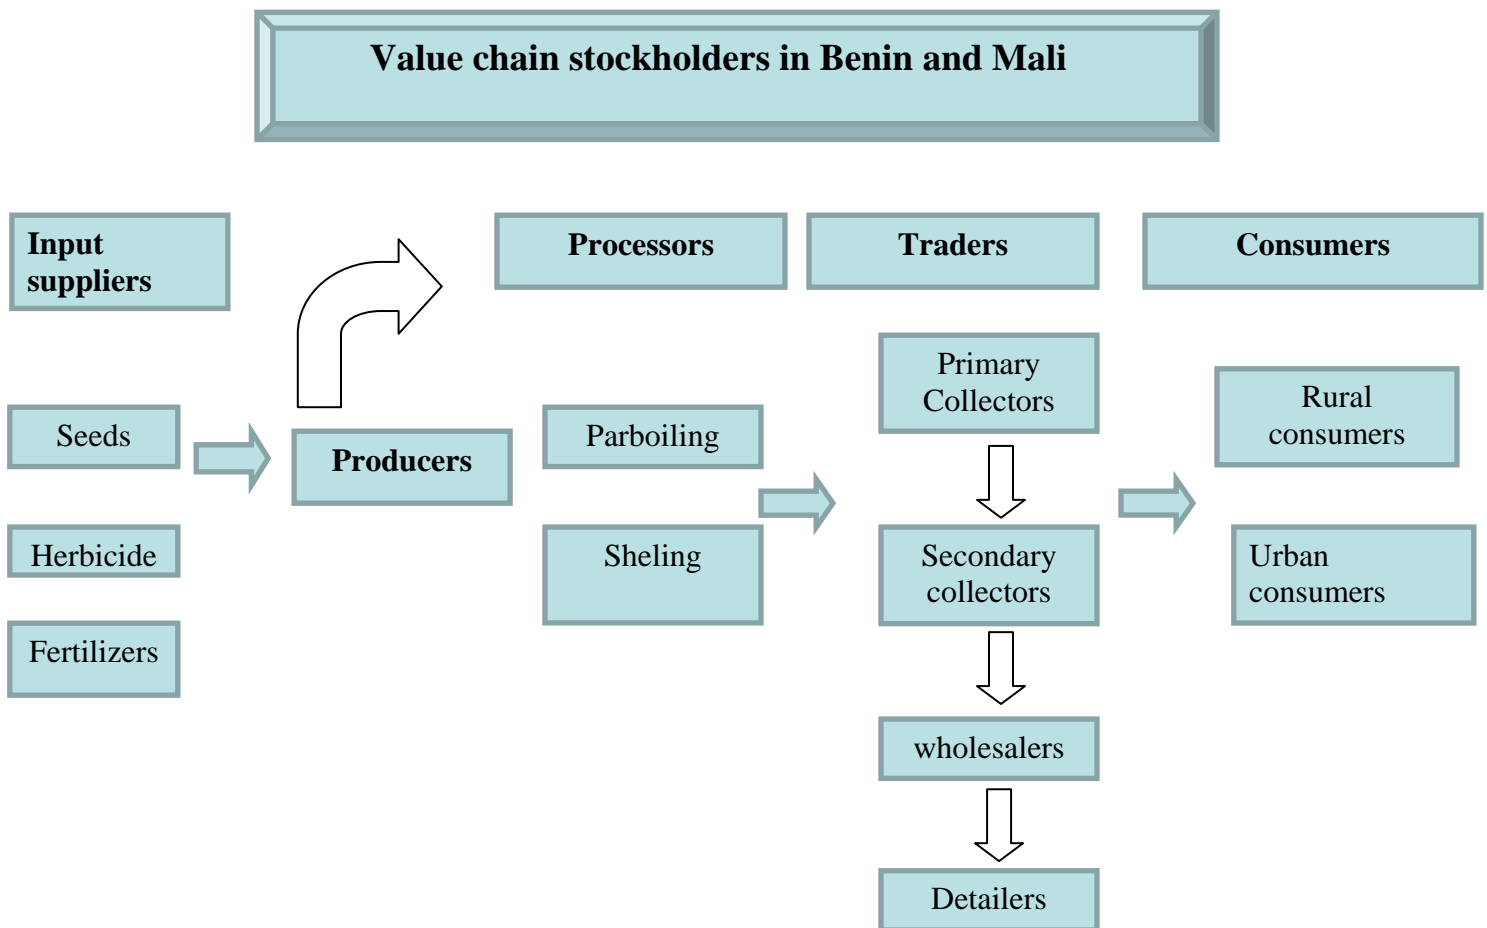 Value chain stockholders in Benin and Mali
Input
suppliers
Processors
Traders
Consumers
Seeds
Herbicide
Fertilizers
Producers
Parboiling
Sheling
Primary
Collectors
Secondary
collectors
wholesalers
Detailers
Rural
consumers
Urban
consumers